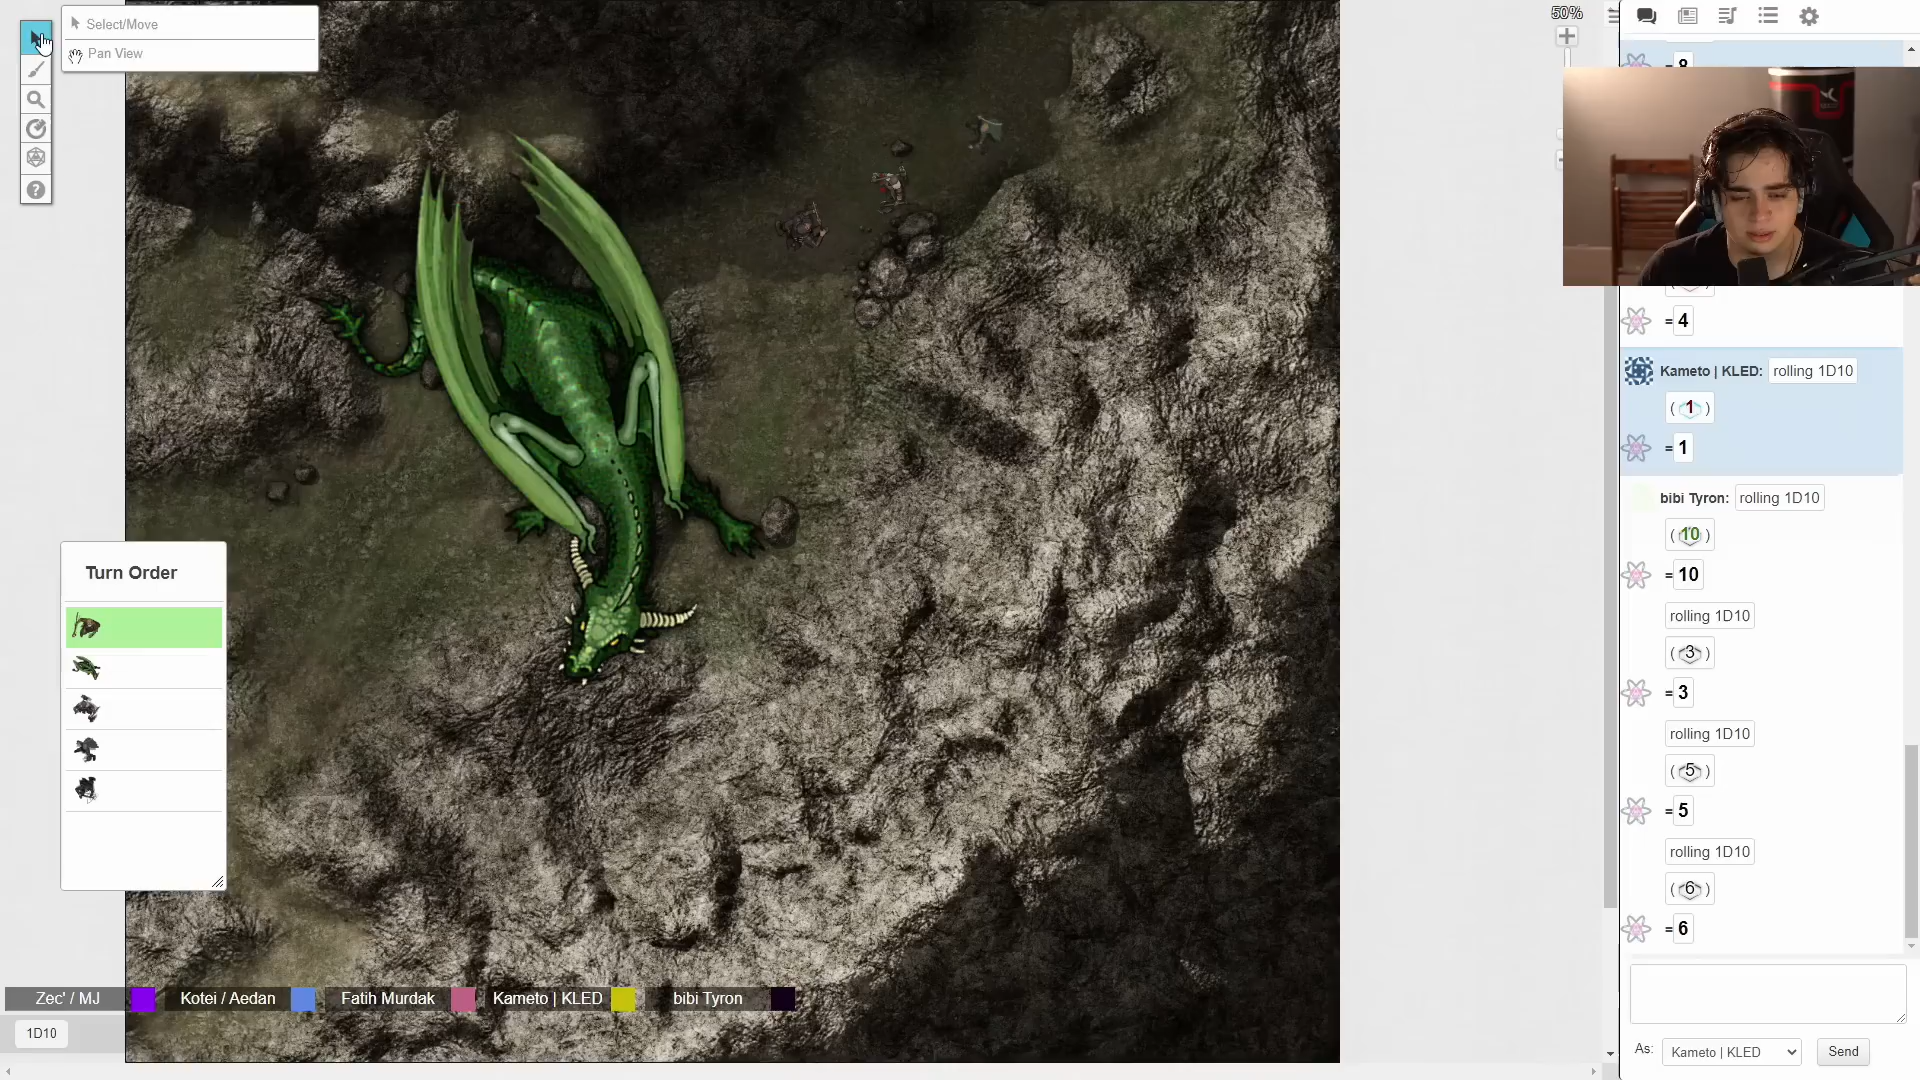 Select/Move
Pan View
50%
8
= 4
Kameto | KLED: rolling 1D10
( 1 )
= 1
bibi Tyron: rolling 1D10
( 10 )
= 10
rolling 1D10
( 3 )
= 3
rolling 1D10
( 5 )
= 5
rolling 1D10
( 6 )
= 6
Turn Order
Zec' / MJ
Kotei / Aedan
Fatih Murdak
Kameto | KLED
bibi Tyron
1D10
As:
Kameto | KLED
Send